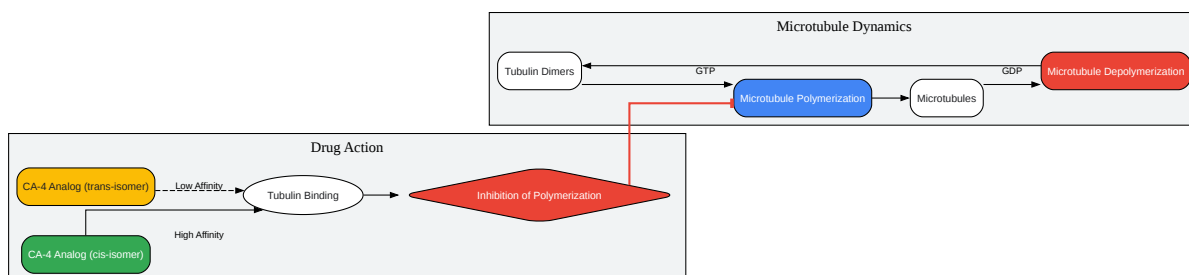 Microtubule Dynamics
Tubulin Dimers
GTP
GDP
Microtubule Depolymerization
Microtubule Polymerization
Microtubules
Drug Action
CA-4 Analog (trans-isomer)
Low Affinity
Tubulin Binding
Inhibition of Polymerization
High Affinity
CA-4 Analog (cis-isomer)